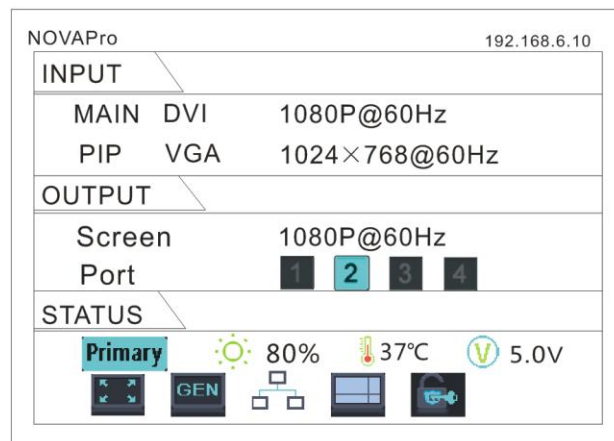 NOVAPro 192.168.6.10
INPUT
MAIN DVI 1080P@60Hz
PIP VGA 1024×768@60Hz
OUTPUT
Screen 1080P@60Hz
Port 1 2 3 4
STATUS
Primary 80% 37℃ V 5.0V
GEN